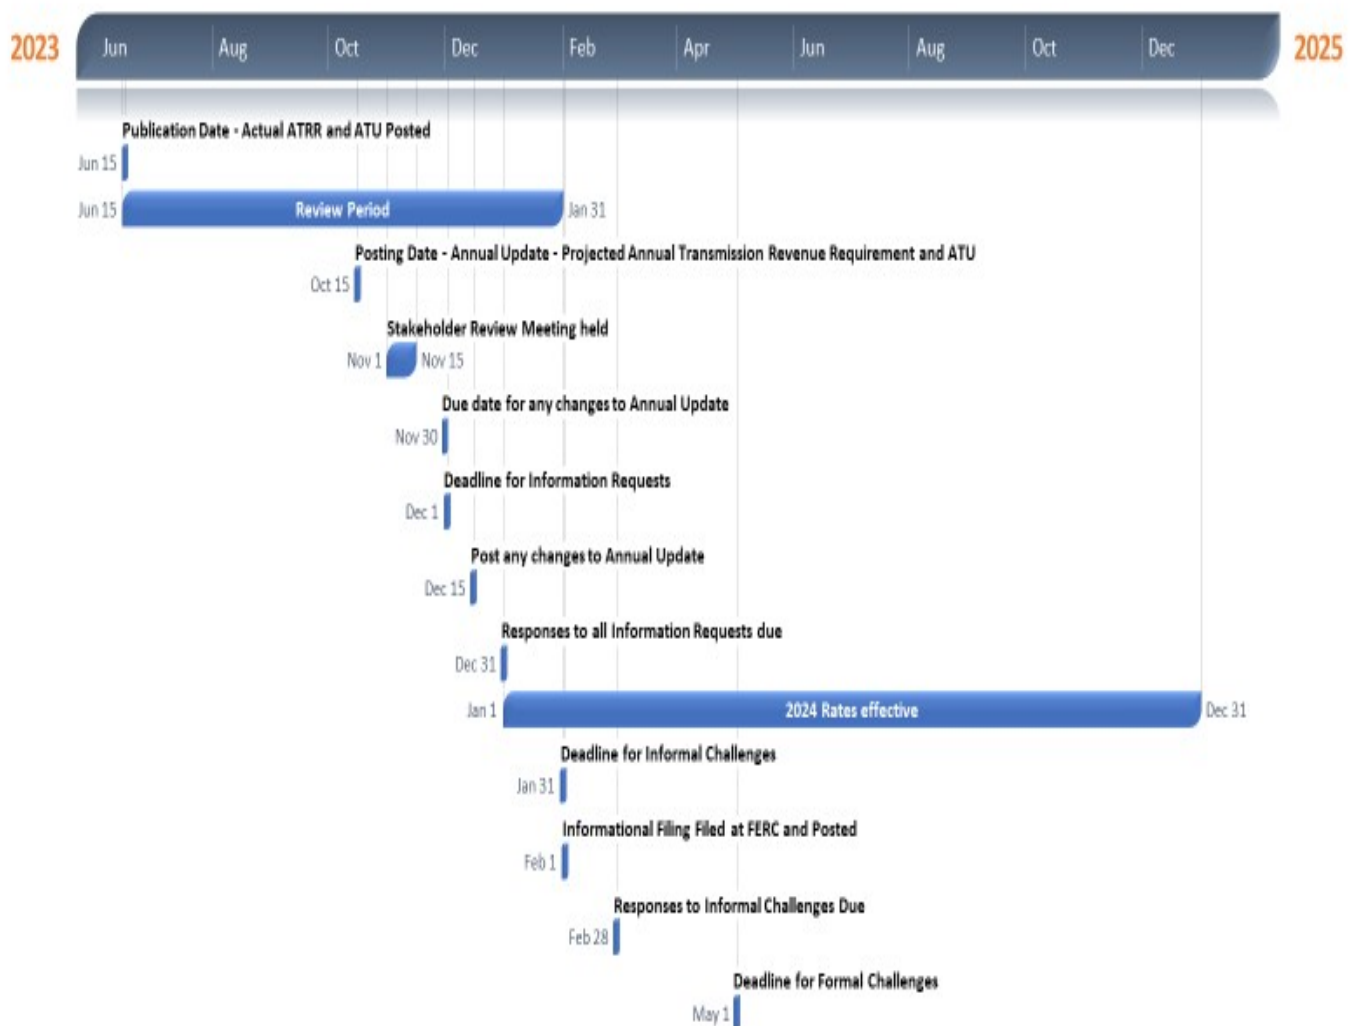 2023 Jun Aug Oct Dec Feb Apr Jun Aug Oct Dec 2025
Publication Date - Actual ATRR and ATU Posted
Jun 15
Jun 15 Review Period Jan 31
Posting Date - Annual Update - Projected Annual Transmission Revenue Requirement and ATU
Oct 15
Stakeholder Review Meeting held
Nov 1 Nov 15
Due date for any changes to Annual Update
Nov 30
Deadline for Information Requests
Dec 1
Post any changes to Annual Update
Dec 15
Responses to all Information Requests due
Dec 31
Jan 1 2024 Rates effective Dec 31
Deadline for Informal Challenges
Jan 31
Informational Filing Filed at FERC and Posted
Feb 1
Responses to Informal Challenges Due
Feb 28
Deadline for Formal Challenges
May 1